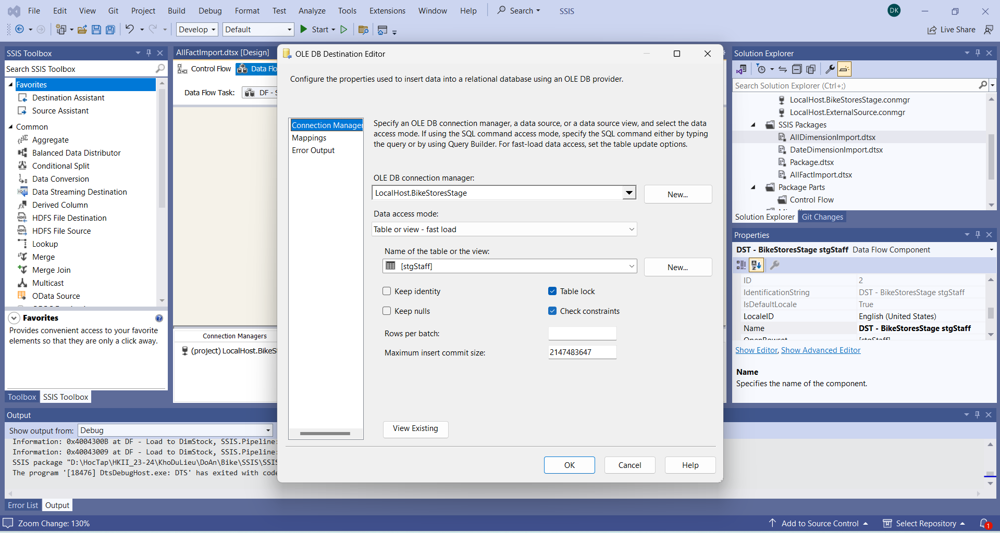 File Edit View Git Project Build Debug Format Test Analyze Tools Extensions Window Help Search SSIS DK
Develop Default Start Live Share
SSIS Toolbox
Search SSIS Toolbox
Favorites
Destination Assistant
Source Assistant
Common
Aggregate
Balanced Data Distributor
Conditional Split
Data Conversion
Data Streaming Destination
Derived Column
HDFS File Destination
HDFS File Source
Lookup
Merge
Merge Join
Multicast
OData Source
Favorites
Provides convenient access to your favorite
elements so that they are only a click away.
Toolbox SSIS Toolbox
AllFactImport.dtsx [Design]
Control Flow Data Flo
Data Flow Task: DF - S
Connection Managers
(project) LocalHost.BikeS
OLE DB Destination Editor
Configure the properties used to insert data into a relational database using an OLE DB provider.
Connection Manager
Mappings
Error Output
Specify an OLE DB connection manager, a data source, or a data source view, and select the data
access mode. If using the SQL command access mode, specify the SQL command either by typing
the query or by using Query Builder. For fast-load data access, set the table update options.
OLE DB connection manager:
LocalHost.BikeStoresStage New...
Data access mode:
Table or view - fast load
Name of the table or the view:
[stgStaff] New...
Keep identity Table lock
Keep nulls Check constraints
Rows per batch:
Maximum insert commit size: 2147483647
View Existing
OK Cancel Help
Solution Explorer
Search Solution Explorer (Ctrl+;)
LocalHost.BikeStoresStage.conmgr
LocalHost.ExternalSource.conmgr
SSIS Packages
AllDimensionImport.dtsx
DateDimensionImport.dtsx
Package.dtsx
AllFactImport.dtsx
Package Parts
Control Flow
Solution Explorer Git Changes
Properties
DST - BikeStoresStage stgStaff Data Flow Component
ID 2
IdentificationString DST - BikeStoresStage stgStaff
IsDefaultLocale True
LocaleID English (United States)
Name DST - BikeStoresStage stgStaff
OpenRowset [stgStaff]
Show Editor, Show Advanced Editor
Name
Specifies the name of the component.
Output
Show output from: Debug
Information: 0x4004300B at DF - Load to DimStock, SSIS.Pipeline:
Information: 0x40043009 at DF - Load to DimStock, SSIS.Pipeline:
SSIS package "D:\HocTap\HKII_23-24\KhoDuLieu\DoAn\Bike\SSIS\SSIS
The program '[18476] DtsDebugHost.exe: DTS' has exited with code
Error List Output
Zoom Change: 130% Add to Source Control Select Repository 1